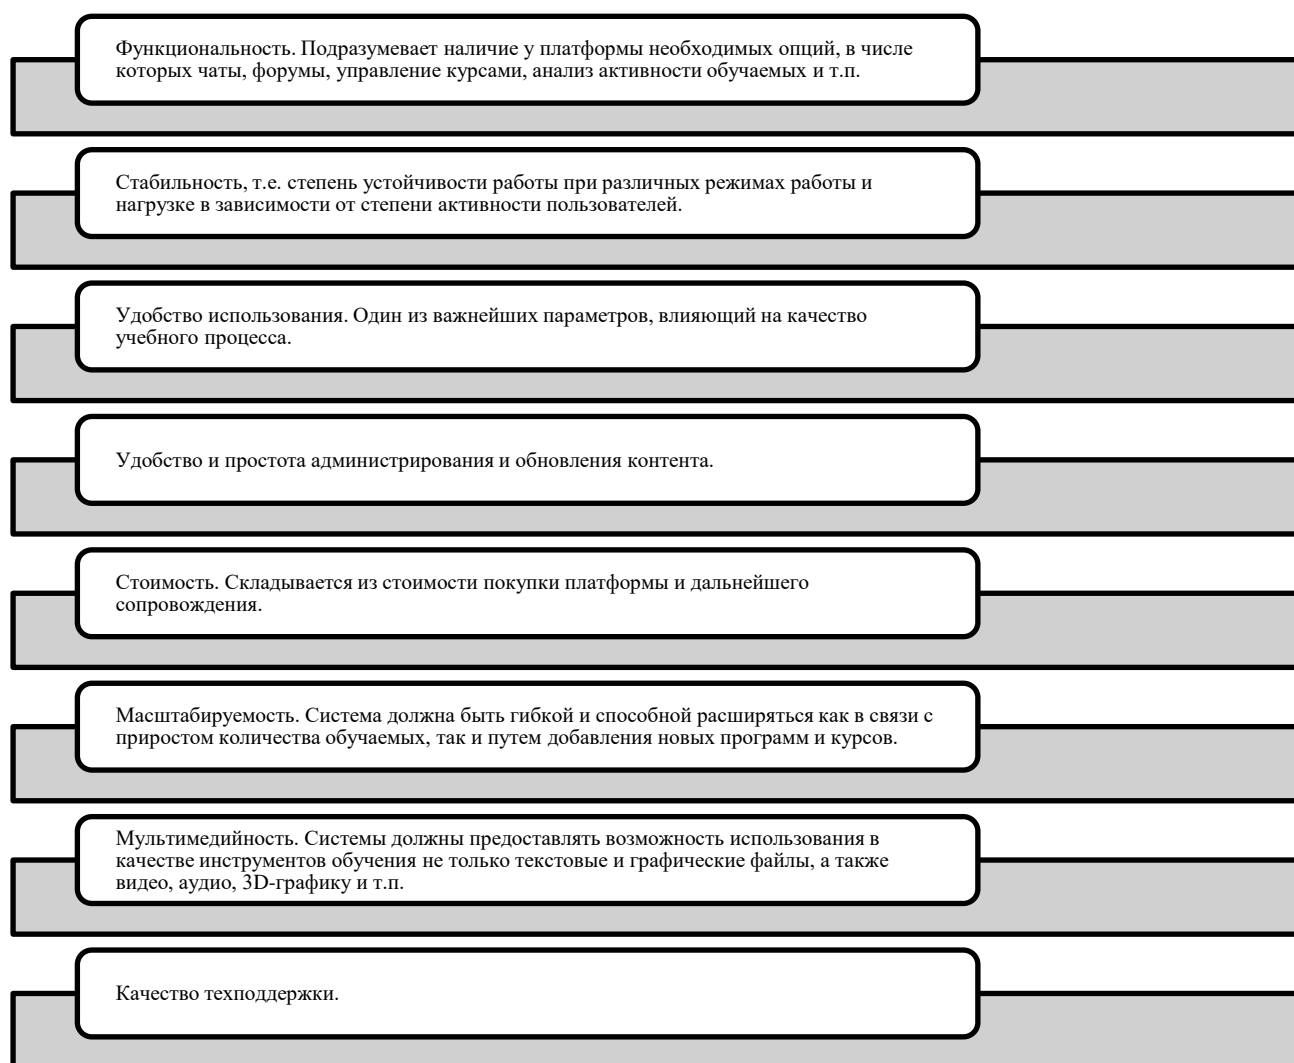 Функциональность. Подразумевает наличие у платформы необходимых опций, в числе
которых чаты, форумы, управление курсами, анализ активности обучаемых и т.п.
Стабильность, т.е. степень устойчивости работы при различных режимах работы и
нагрузке в зависимости от степени активности пользователей.
Удобство использования. Один из важнейших параметров, влияющий на качество
учебного процесса.
Удобство и простота администрирования и обновления контента.
Стоимость. Складывается из стоимости покупки платформы и дальнейшего
сопровождения.
Масштабируемость. Система должна быть гибкой и способной расширяться как в связи с
приростом количества обучаемых, так и путем добавления новых программ и курсов.
Мультимедийность. Системы должны предоставлять возможность использования в
качестве инструментов обучения не только текстовые и графические файлы, а также
видео, аудио, 3D-графику и т.п.
Качество техподдержки.